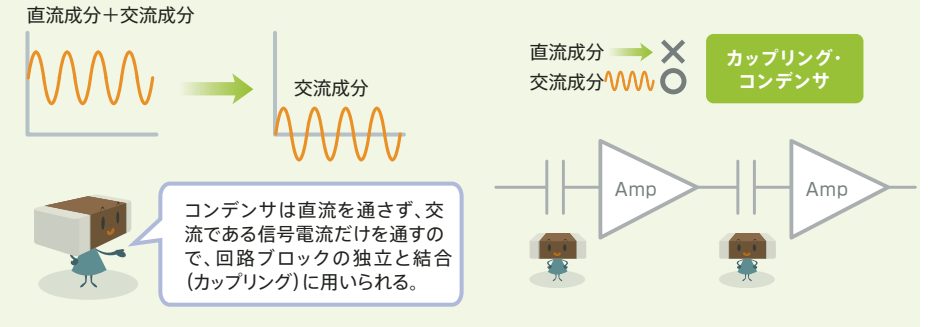 直流成分＋交流成分
交流成分
直流成分
交流成分
カップリング・
コンデンサ
Amp
Amp
コンデンサは直流を通さず、交
流である信号電流だけを通すの
で、回路ブロックの独立と結合
（カップリング）に用いられる。